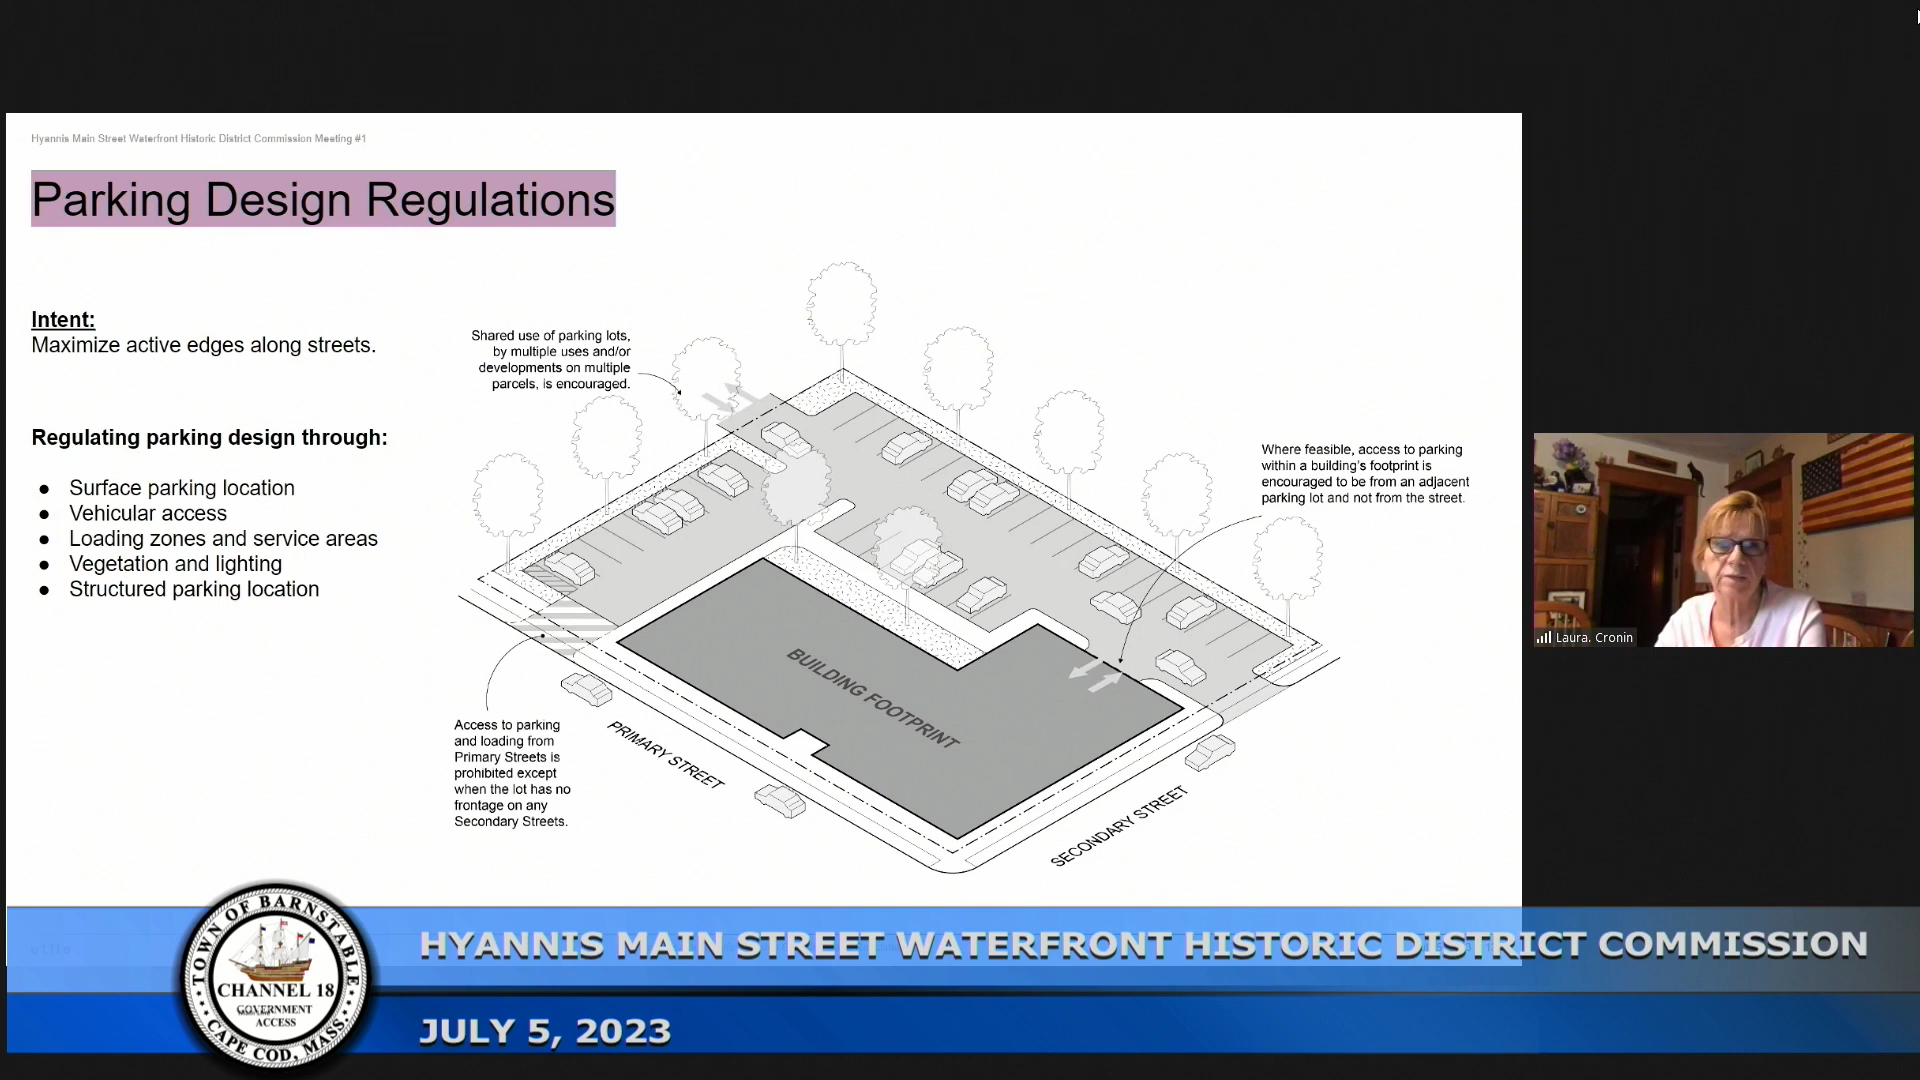 Hyannis Main Street Waterfront Historic District Commission Meeting #1
Parking Design Regulations
Intent:
Maximize active edges along streets.
Regulating parking design through:
● Surface parking location
● Vehicular access
● Loading zones and service areas
● Vegetation and lighting
● Structured parking location
Shared use of parking lots,
by multiple uses and/or
developments on multiple
parcels, is encouraged.
Where feasible, access to parking
within a building's footprint is
encouraged to be from an adjacent
parking lot and not from the street.
BUILDING FOOTPRINT
Access to parking
and loading from
Primary Streets is
prohibited except
when the lot has no
frontage on any
Secondary Streets.
PRIMARY STREET
SECONDARY STREET
Laura. Cronin
utile
TOWN OF BARNSTABLE
CHANNEL 18
GOVERNMENT
ACCESS
CAPE COD, MASS.
HYANNIS MAIN STREET WATERFRONT HISTORIC DISTRICT COMMISSION
JULY 5, 2023